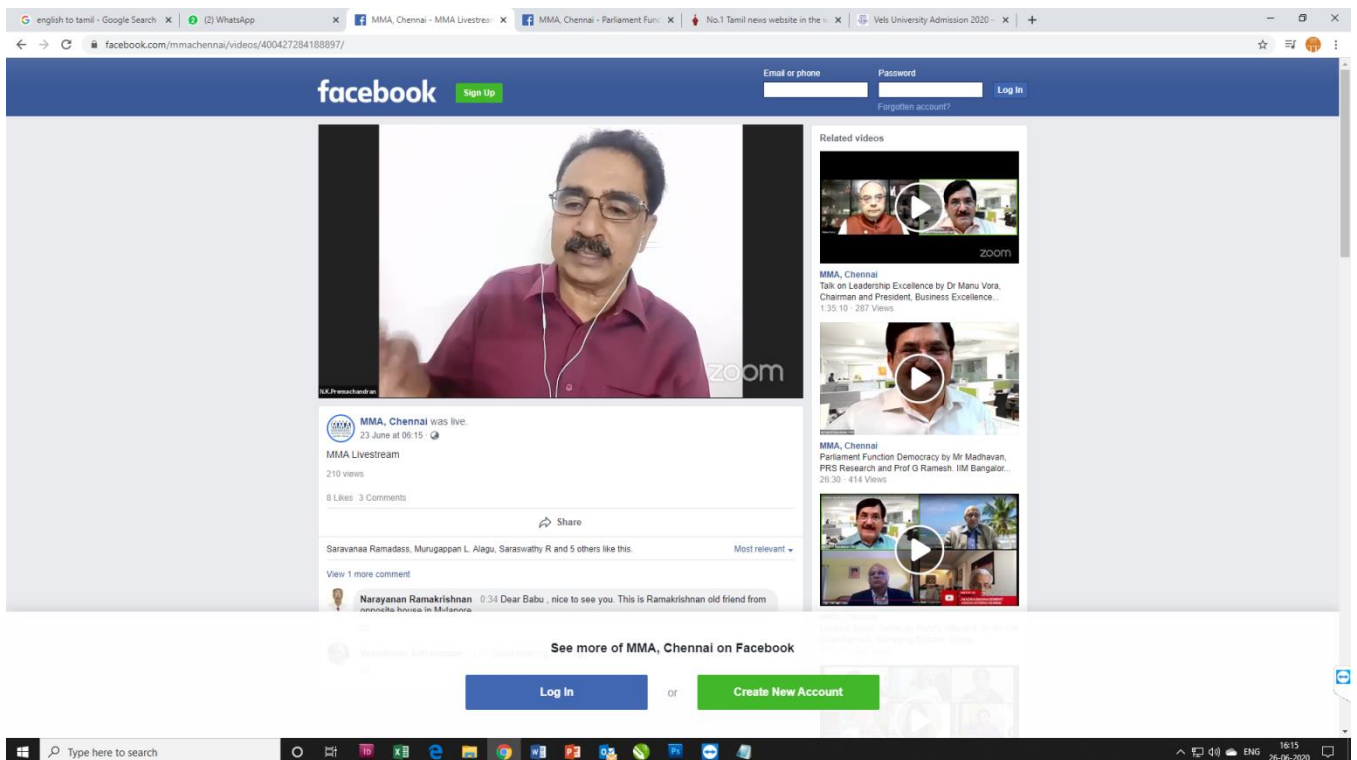 english to tamil - Google Search
(2) WhatsApp
MMA, Chennai - MMA Livestrea
MMA, Chennai - Parliament Func
No.1 Tamil news website in the
Vels University Admission 2020 -
facebook.com/mmachennai/videos/400427284188897/
facebook
Sign Up
Email or phone
Password
Log In
Forgotten account?
zoom
N.K.Premachandran
MMA, Chennai was live.
23 June at 06:15 ·
MMA Livestream
210 views
8 Likes 3 Comments
Share
Saravanaa Ramadass, Murugappan L. Alagu, Saraswathy R and 5 others like this.
Most relevant
View 1 more comment
Narayanan Ramakrishnan 0:34 Dear Babu , nice to see you. This is Ramakrishnan old friend from
opposite house in Mylapore
Related videos
zoom
MMA, Chennai
Talk on Leadership Excellence by Dr Manu Vora,
Chairman and President, Business Excellence...
1:35:10 · 287 Views
MMA, Chennai
Parliament Function Democracy by Mr Madhavan,
PRS Research and Prof G Ramesh. IIM Bangalor...
26:30 · 414 Views
See more of MMA, Chennai on Facebook
Log In
or
Create New Account
Type here to search
ENG
16:15
26-06-2020